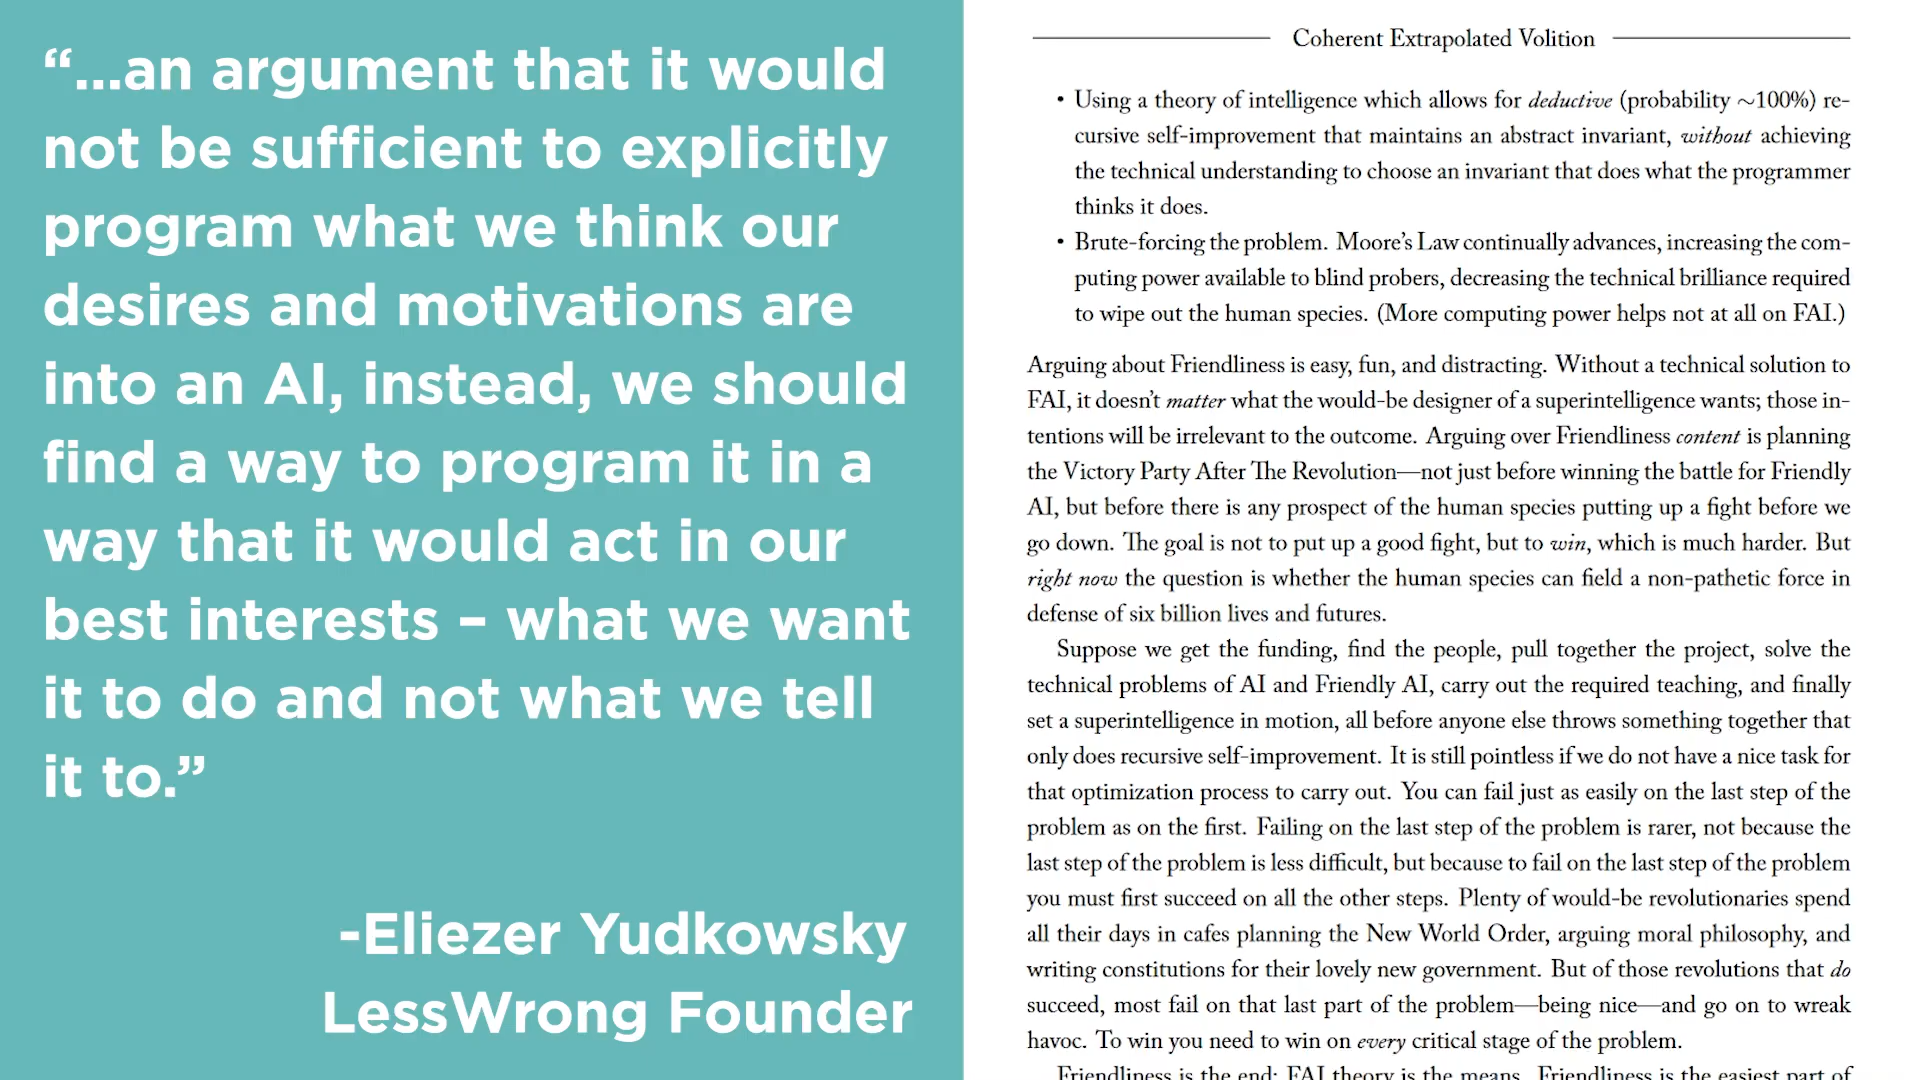 “...an argument that it would
not be sufficient to explicitly
program what we think our
desires and motivations are
into an AI, instead, we should
find a way to program it in a
way that it would act in our
best interests – what we want
it to do and not what we tell
it to.”
-Eliezer Yudkowsky
LessWrong Founder
Coherent Extrapolated Volition
• Using a theory of intelligence which allows for deductive (probability ∼100%) re-
cursive self-improvement that maintains an abstract invariant, without achieving
the technical understanding to choose an invariant that does what the programmer
thinks it does.
• Brute-forcing the problem. Moore’s Law continually advances, increasing the com-
puting power available to blind probers, decreasing the technical brilliance required
to wipe out the human species. (More computing power helps not at all on FAI.)
Arguing about Friendliness is easy, fun, and distracting. Without a technical solution to
FAI, it doesn’t matter what the would-be designer of a superintelligence wants; those in-
tentions will be irrelevant to the outcome. Arguing over Friendliness content is planning
the Victory Party After The Revolution—not just before winning the battle for Friendly
AI, but before there is any prospect of the human species putting up a fight before we
go down. The goal is not to put up a good fight, but to win, which is much harder. But
right now the question is whether the human species can field a non-pathetic force in
defense of six billion lives and futures.
Suppose we get the funding, find the people, pull together the project, solve the
technical problems of AI and Friendly AI, carry out the required teaching, and finally
set a superintelligence in motion, all before anyone else throws something together that
only does recursive self-improvement. It is still pointless if we do not have a nice task for
that optimization process to carry out. You can fail just as easily on the last step of the
problem as on the first. Failing on the last step of the problem is rarer, not because the
last step of the problem is less difficult, but because to fail on the last step of the problem
you must first succeed on all the other steps. Plenty of would-be revolutionaries spend
all their days in cafes planning the New World Order, arguing moral philosophy, and
writing constitutions for their lovely new government. But of those revolutions that do
succeed, most fail on that last part of the problem—being nice—and go on to wreak
havoc. To win you need to win on every critical stage of the problem.
Friendliness is the end; FAI theory is the means. Friendliness is the easiest part of